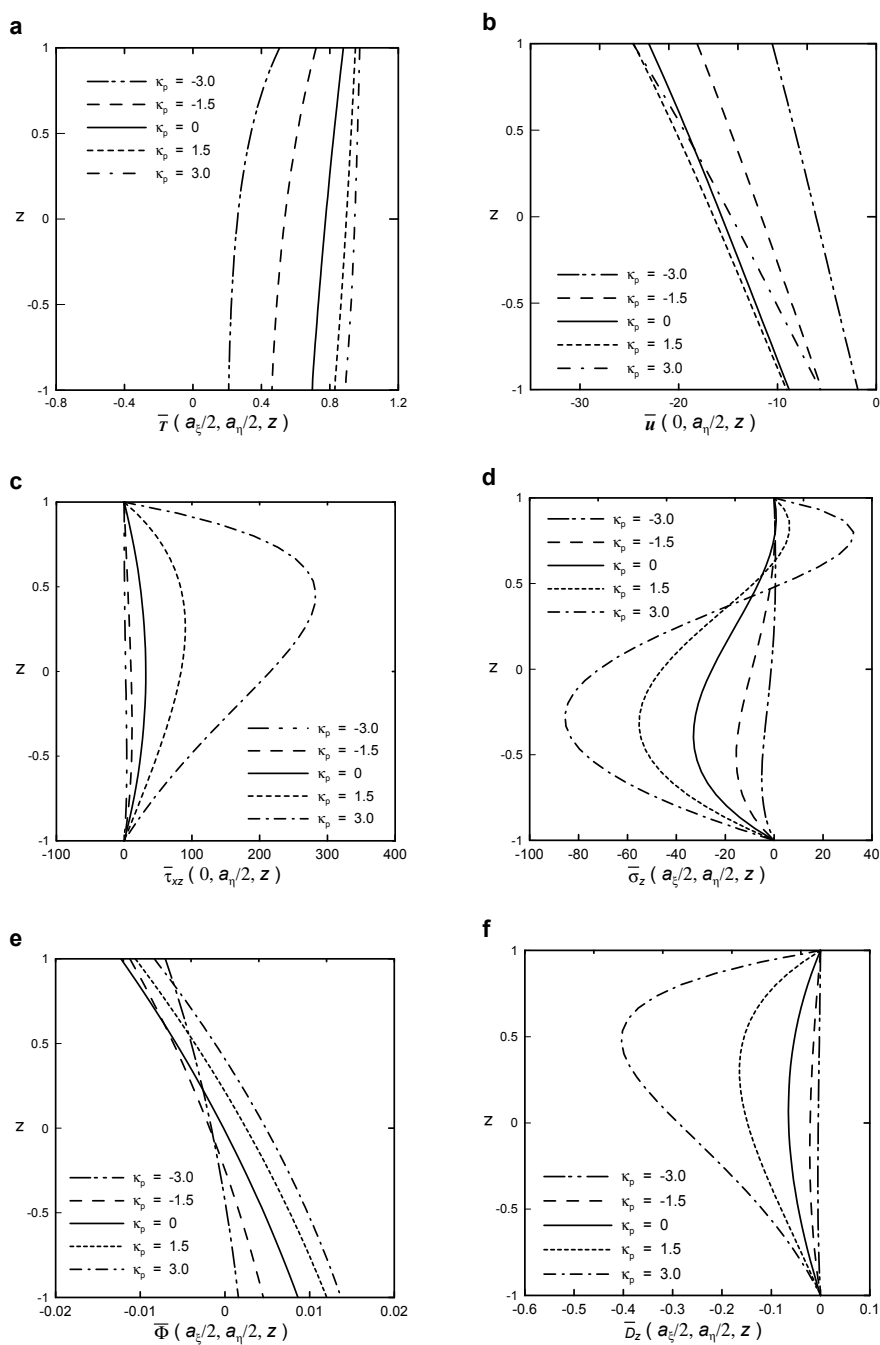 a
κp = -3.0
κp = -1.5
κp = 0
κp = 1.5
κp = 3.0
1
0.5
0
-0.5
-1
z
-0.8 -0.4 0 0.4 0.8 1.2
T̅ ( aξ/2, aη/2, z )
b
κp = -3.0
κp = -1.5
κp = 0
κp = 1.5
κp = 3.0
1
0.5
0
-0.5
-1
z
-30 -20 -10 0
u̅ ( 0, aη/2, z )
c
κp = -3.0
κp = -1.5
κp = 0
κp = 1.5
κp = 3.0
1
0.5
0
-0.5
-1
z
-100 0 100 200 300 400
τ̅xz ( 0, aη/2, z )
d
κp = -3.0
κp = -1.5
κp = 0
κp = 1.5
κp = 3.0
1
0.5
0
-0.5
-1
z
-100 -80 -60 -40 -20 0 20 40
σ̅z ( aξ/2, aη/2, z )
e
κp = -3.0
κp = -1.5
κp = 0
κp = 1.5
κp = 3.0
1
0.5
0
-0.5
-1
z
-0.02 -0.01 0 0.01 0.02
Φ̅ ( aξ/2, aη/2, z )
f
κp = -3.0
κp = -1.5
κp = 0
κp = 1.5
κp = 3.0
1
0.5
0
-0.5
-1
z
-0.6 -0.5 -0.4 -0.3 -0.2 -0.1 0 0.1
D̅z ( aξ/2, aη/2, z )